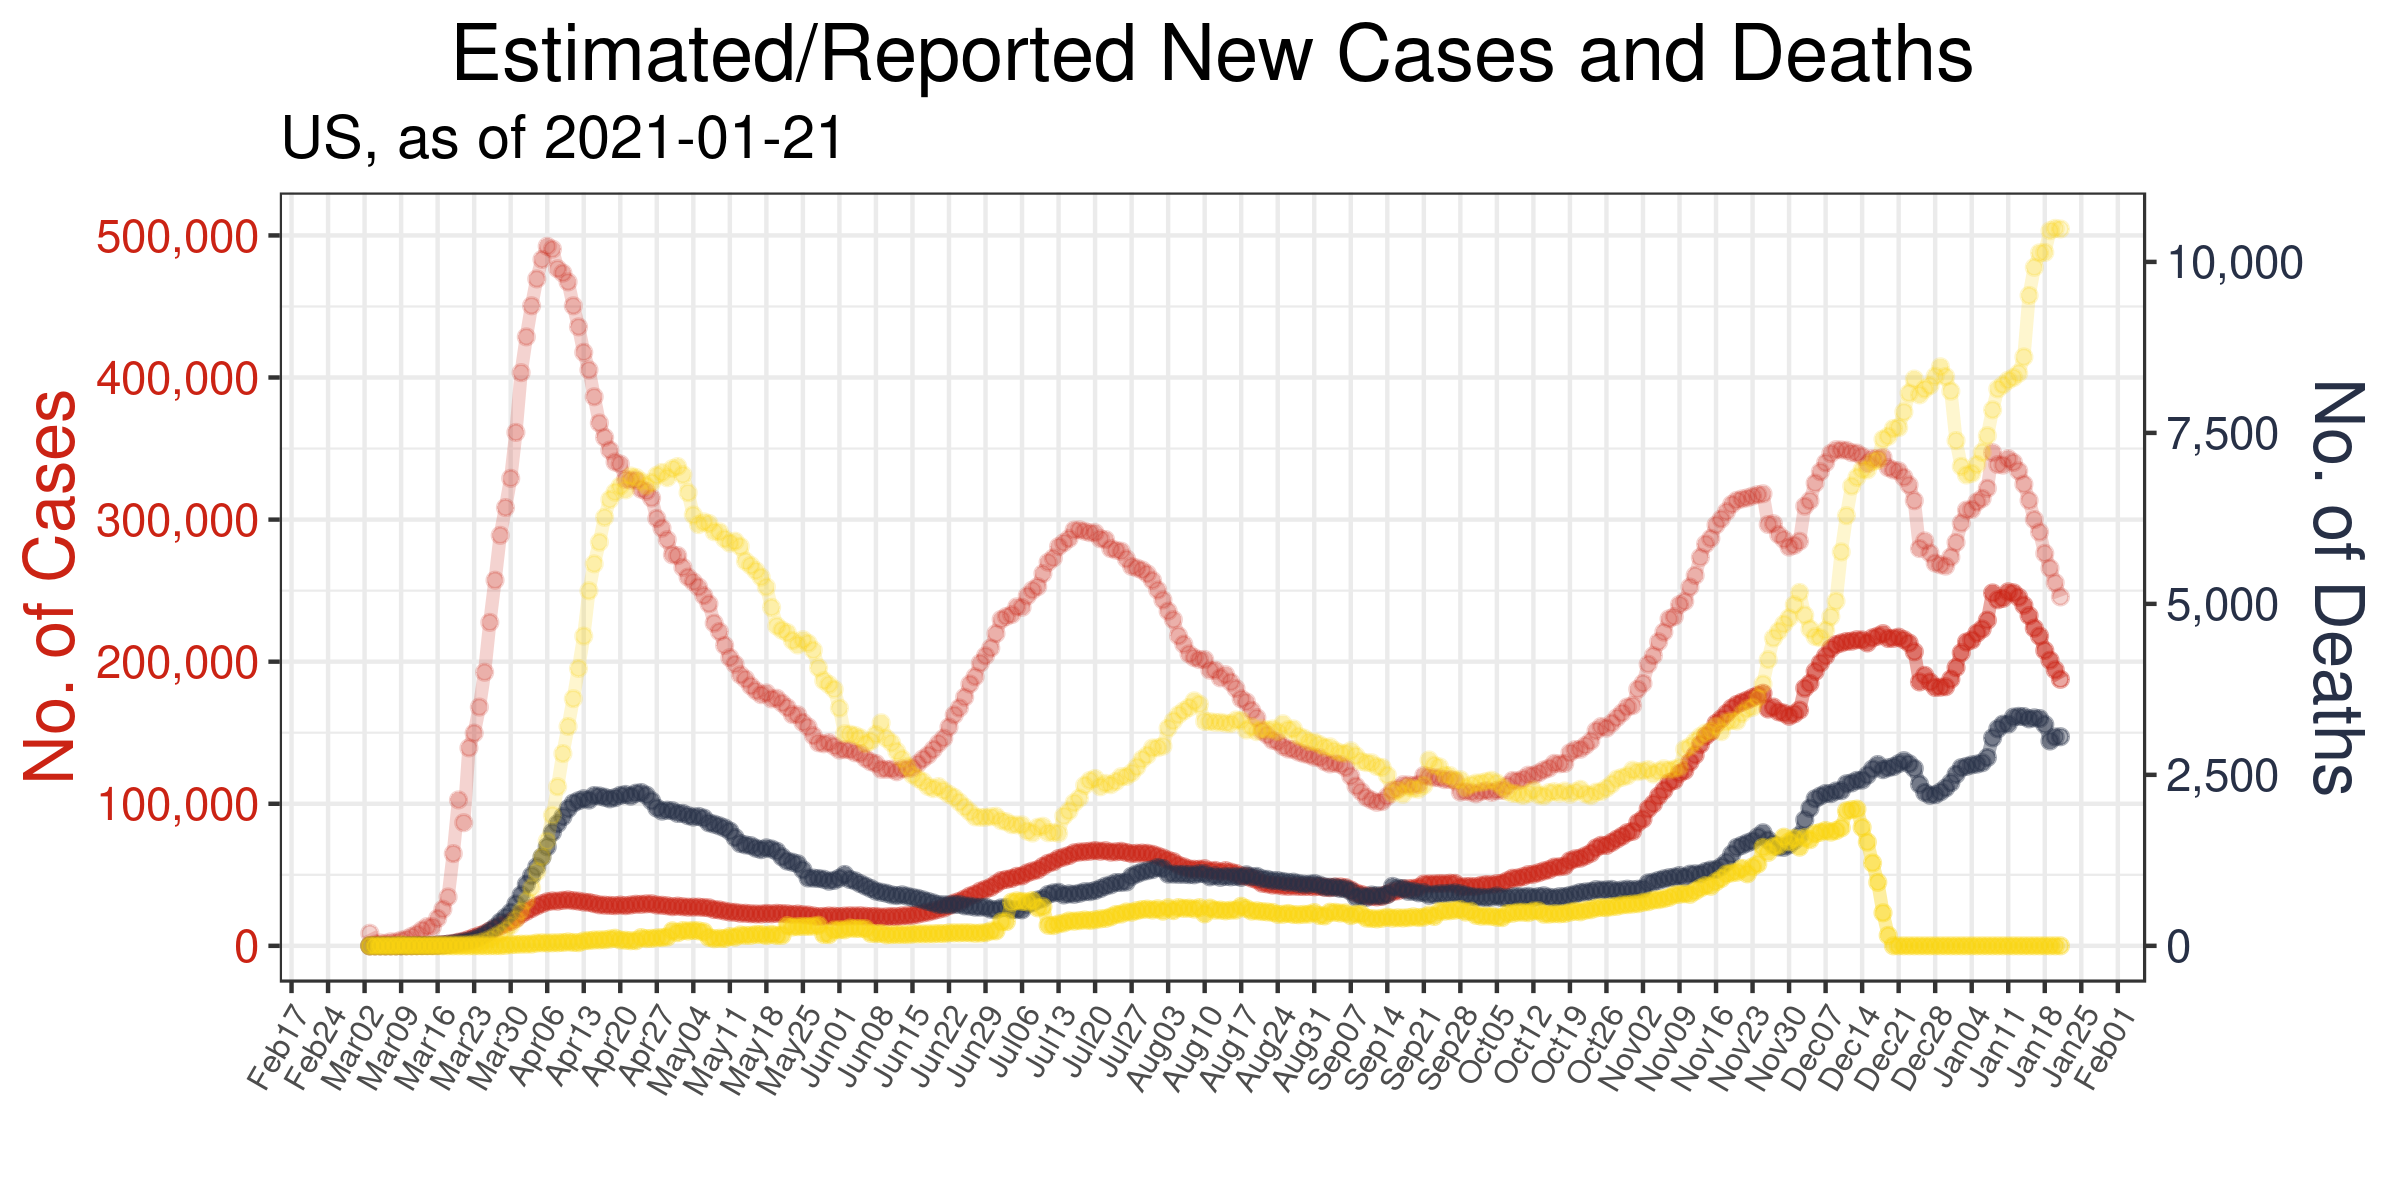 Estimated/Reported New Cases and Deaths
US, as of 2021-01-21
No. of Cases
500,000
400,000
300,000
200,000
100,000
0
10,000
7,500
5,000
2,500
0
No. of Deaths
Feb17
Feb24
Mar02
Mar09
Mar16
Mar23
Mar30
Apr06
Apr13
Apr20
Apr27
May04
May11
May18
May25
Jun01
Jun08
Jun15
Jun22
Jun29
Jul06
Jul13
Jul20
Jul27
Aug03
Aug10
Aug17
Aug24
Aug31
Sep07
Sep14
Sep21
Sep28
Oct05
Oct12
Oct19
Oct26
Nov02
Nov09
Nov16
Nov23
Nov30
Dec07
Dec14
Dec21
Dec28
Jan04
Jan11
Jan18
Jan25
Feb01